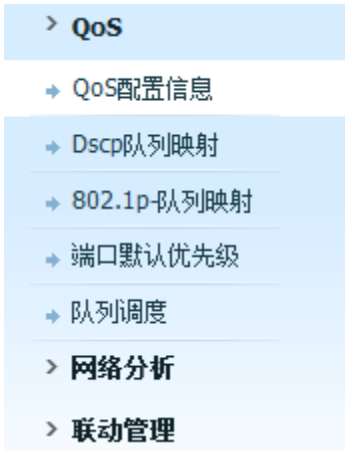 QoS
QoS配置信息
Dscp队列映射
802.1p-队列映射
端口默认优先级
队列调度
网络分析
联动管理